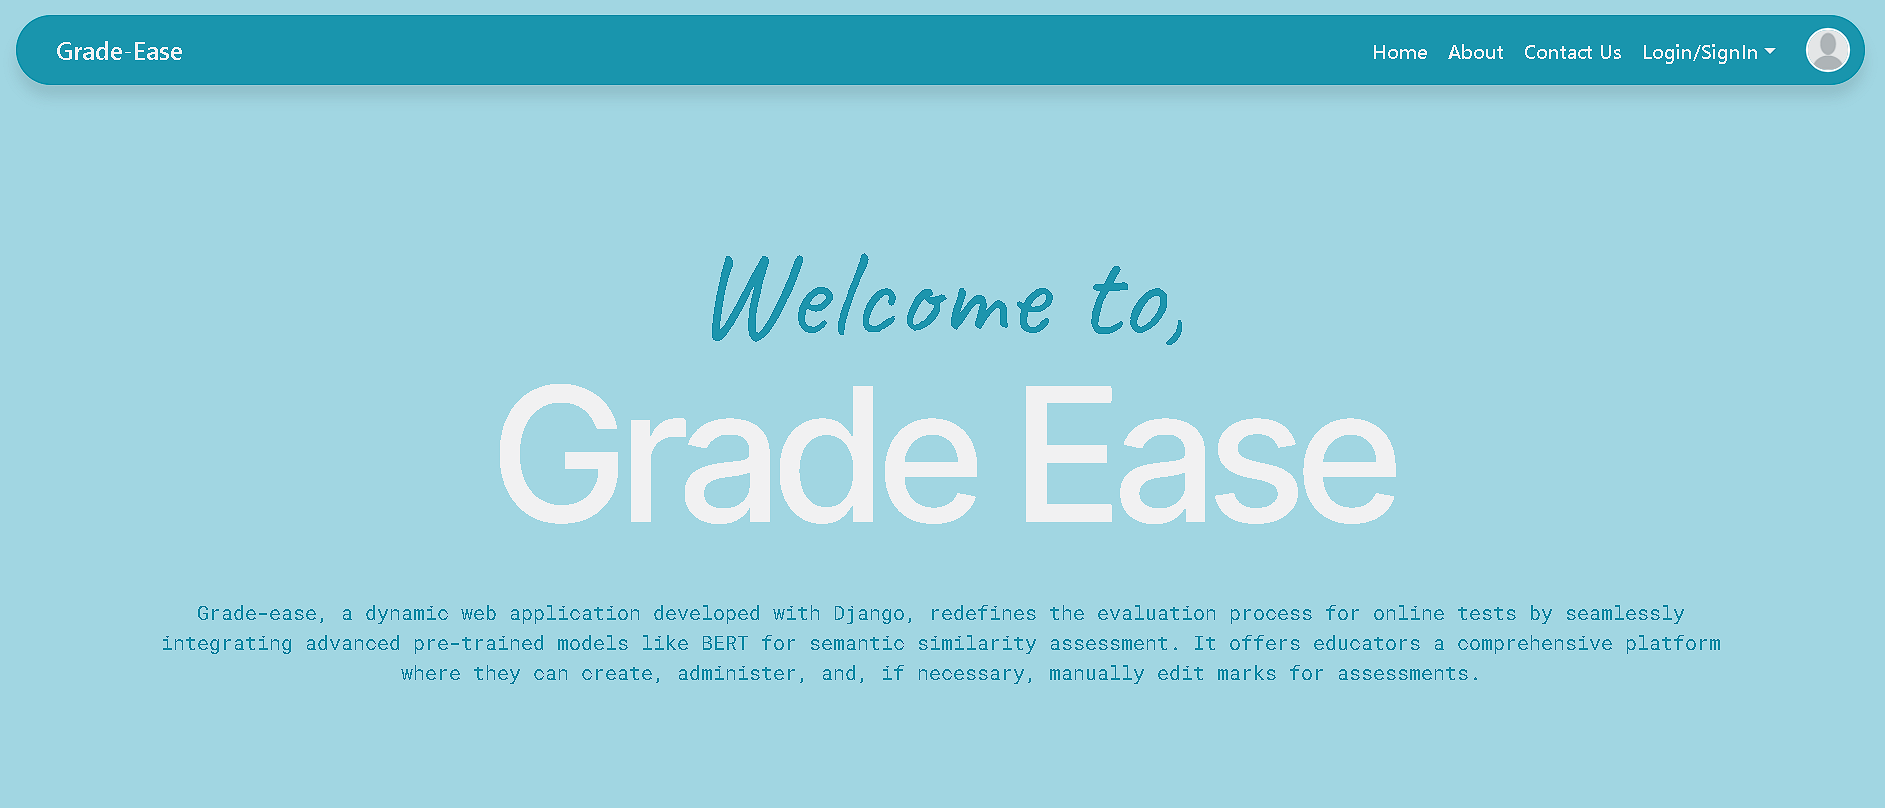 Grade-Ease
Home About Contact Us Login/SignIn
Welcome to,
Grade Ease
Grade-ease, a dynamic web application developed with Django, redefines the evaluation process for online tests by seamlessly
integrating advanced pre-trained models like BERT for semantic similarity assessment. It offers educators a comprehensive platform
where they can create, administer, and, if necessary, manually edit marks for assessments.